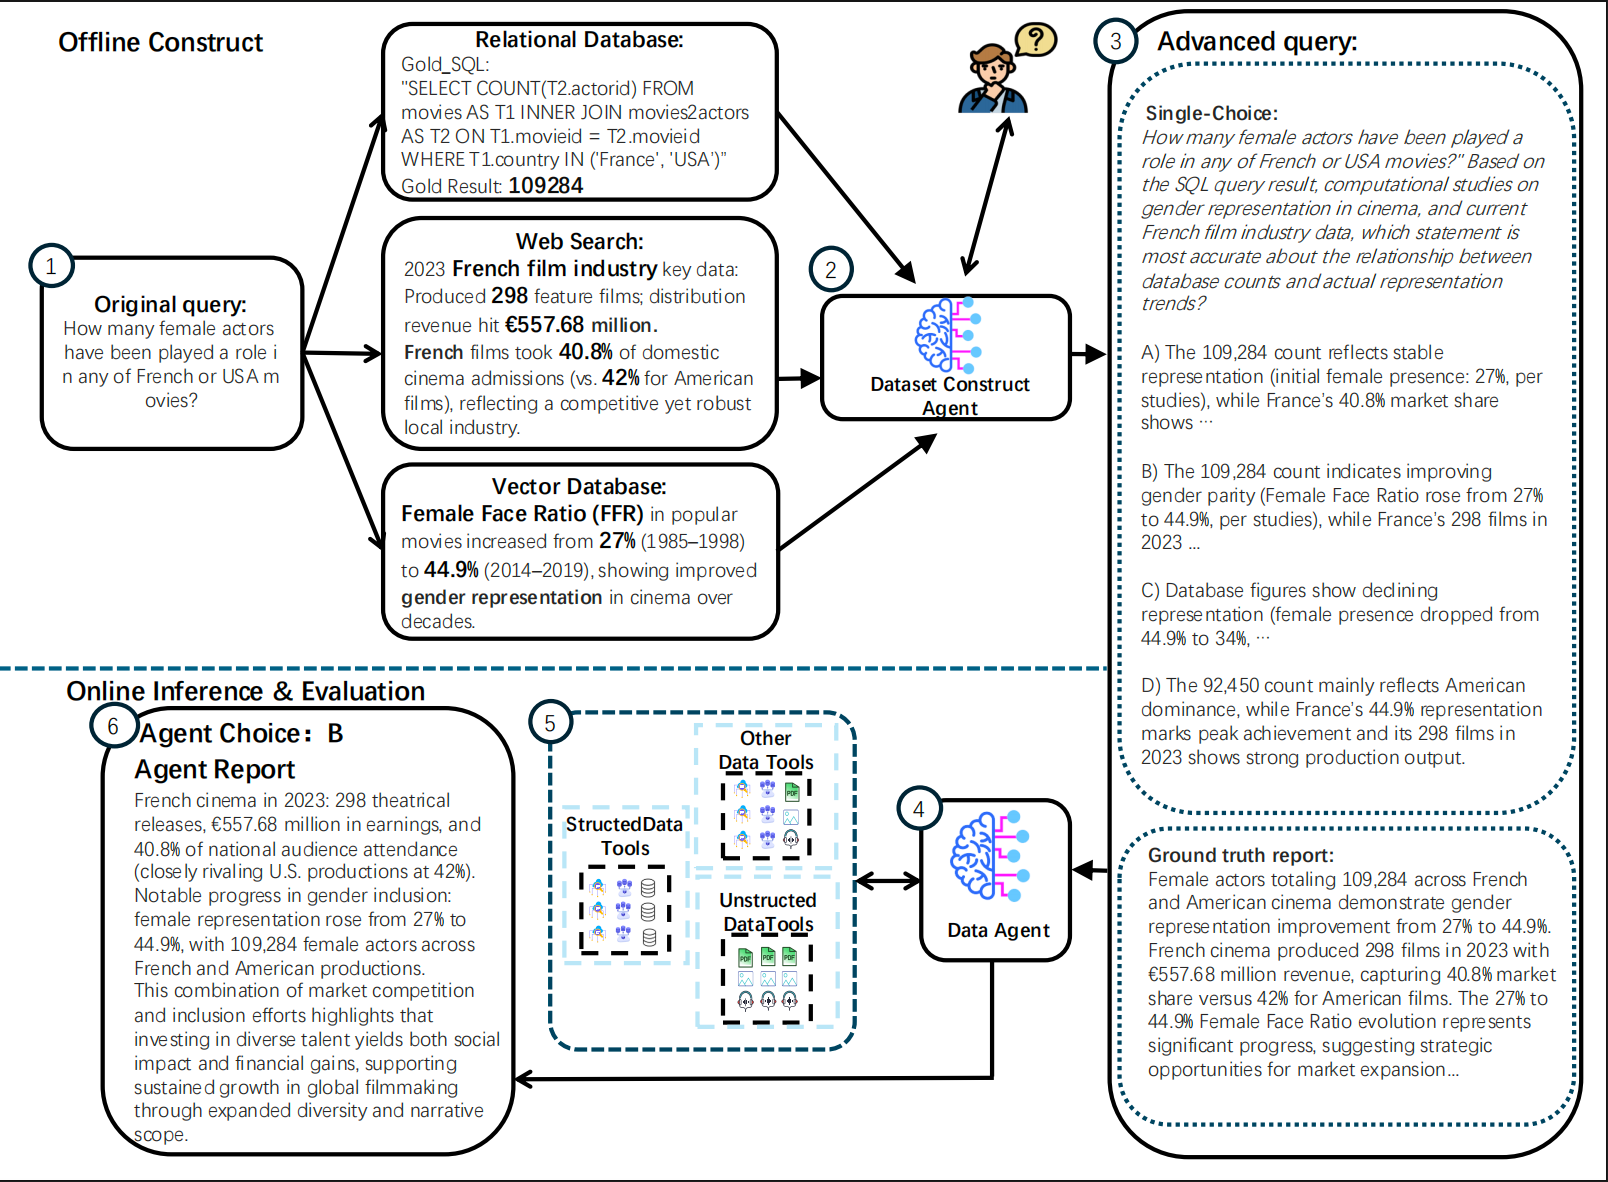 Offline Construct
1
Original query:
How many female actors
have been played a role i
n any of French or USA m
ovies?
Relational Database:
Gold_SQL:
"SELECT COUNT(T2.actorid) FROM
movies AS T1 INNER JOIN movies2actors
AS T2 ON T1.movieid = T2.movieid
WHERE T1.country IN ('France', 'USA')"
Gold Result: 109284
Web Search:
2023 French film industry key data:
Produced 298 feature films; distribution
revenue hit €557.68 million.
French films took 40.8% of domestic
cinema admissions (vs. 42% for American
films), reflecting a competitive yet robust
local industry.
Vector Database:
Female Face Ratio (FFR) in popular
movies increased from 27% (1985–1998)
to 44.9% (2014–2019), showing improved
gender representation in cinema over
decades.
?
2
Dataset Construct
Agent
3
Advanced query:
Single-Choice:
How many female actors have been played a
role in any of French or USA movies?" Based on
the SQL query result, computational studies on
gender representation in cinema, and current
French film industry data, which statement is
most accurate about the relationship between
database counts and actual representation
trends?
A) The 109,284 count reflects stable
representation (initial female presence: 27%, per
studies), while France's 40.8% market share
shows ···
B) The 109,284 count indicates improving
gender parity (Female Face Ratio rose from 27%
to 44.9%, per studies), while France's 298 films in
2023 ...
C) Database figures show declining
representation (female presence dropped from
44.9% to 34%, ···
D) The 92,450 count mainly reflects American
dominance, while France's 44.9% representation
marks peak achievement and its 298 films in
2023 shows strong production output.
Ground truth report:
Female actors totaling 109,284 across French
and American cinema demonstrate gender
representation improvement from 27% to 44.9%.
French cinema produced 298 films in 2023 with
€557.68 million revenue, capturing 40.8% market
share versus 42% for American films. The 27% to
44.9% Female Face Ratio evolution represents
significant progress, suggesting strategic
opportunities for market expansion...
Online Inference & Evaluation
4
Data Agent
5
Other
Data Tools
PDF
StructedData
Tools
Unstructed
DataTools
PDF PDF PDF
6
Agent Choice: B
Agent Report
French cinema in 2023: 298 theatrical
releases, €557.68 million in earnings, and
40.8% of national audience attendance
(closely rivaling U.S. productions at 42%).
Notable progress in gender inclusion:
female representation rose from 27% to
44.9%, with 109,284 female actors across
French and American productions.
This combination of market competition
and inclusion efforts highlights that
investing in diverse talent yields both social
impact and financial gains, supporting
sustained growth in global filmmaking
through expanded diversity and narrative
scope.